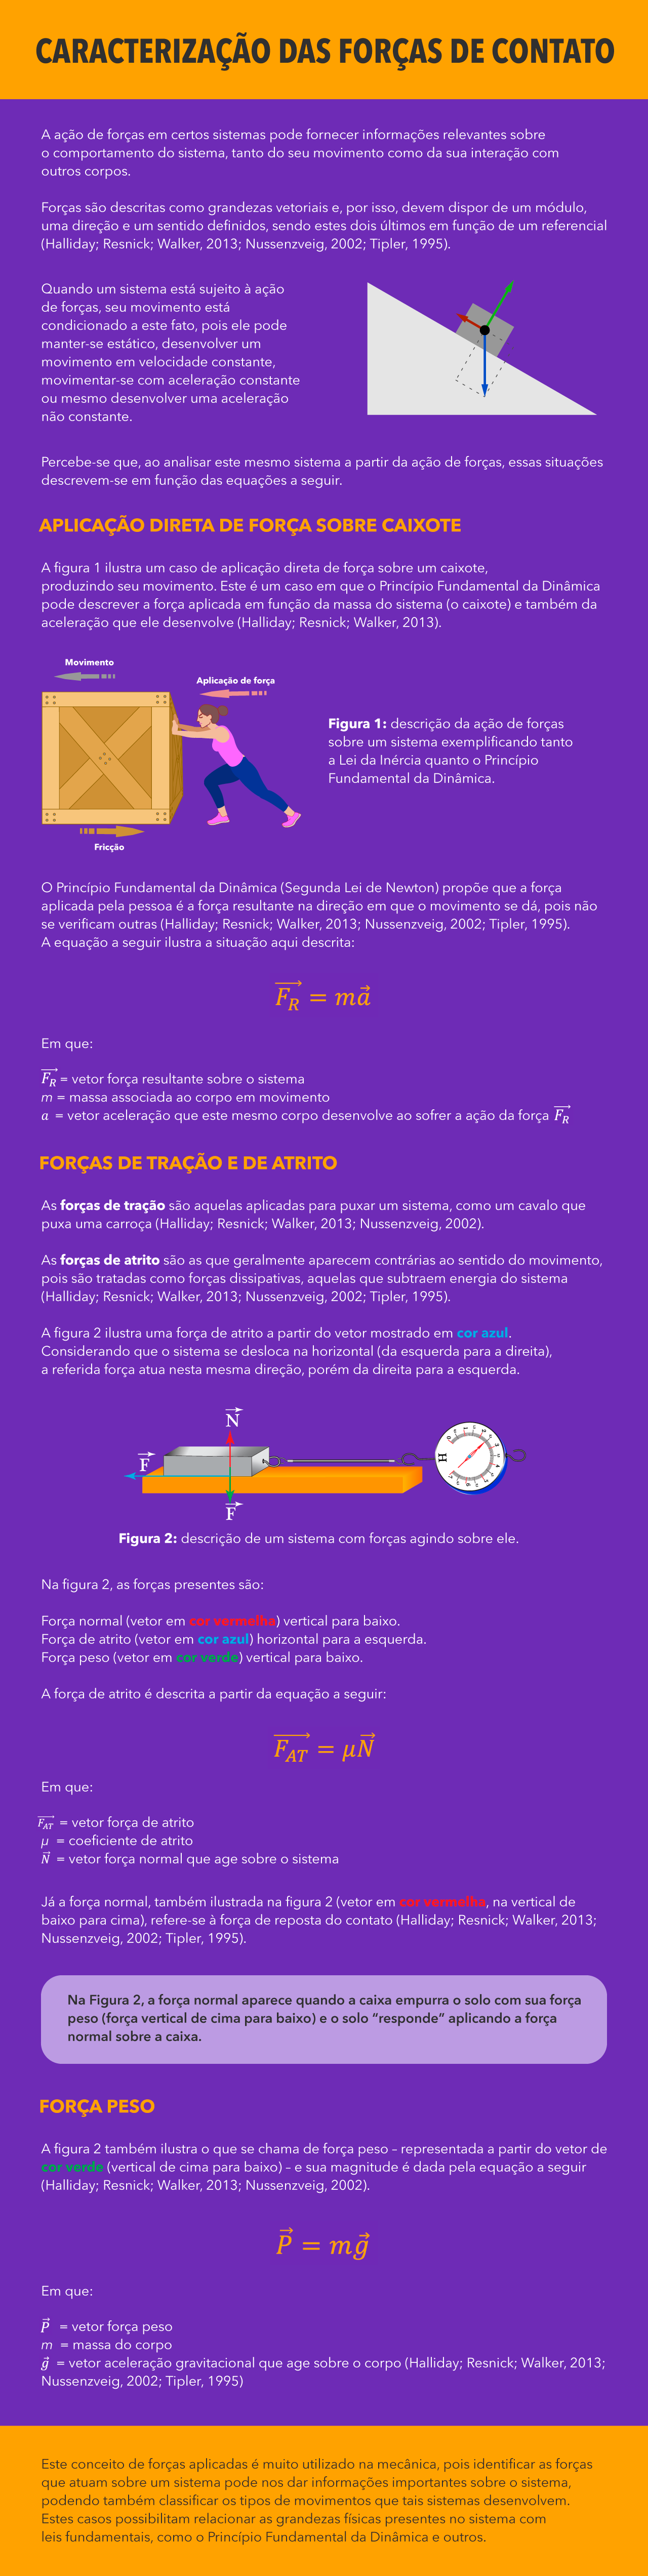 CARACTERIZAÇÃO DAS FORÇAS DE CONTATO
A ação de forças em certos sistemas pode fornecer informações relevantes sobre
o comportamento do sistema, tanto do seu movimento como da sua interação com
outros corpos.
Forças são descritas como grandezas vetoriais e, por isso, devem dispor de um módulo,
uma direção e um sentido definidos, sendo estes dois últimos em função de um referencial
(Halliday; Resnick; Walker, 2013; Nussenzveig, 2002; Tipler, 1995).
Quando um sistema está sujeito à ação
de forças, seu movimento está
condicionado a este fato, pois ele pode
manter-se estático, desenvolver um
movimento em velocidade constante,
movimentar-se com aceleração constante
ou mesmo desenvolver uma aceleração
não constante.
Percebe-se que, ao analisar este mesmo sistema a partir da ação de forças, essas situações
descrevem-se em função das equações a seguir.
APLICAÇÃO DIRETA DE FORÇA SOBRE CAIXOTE
A figura 1 ilustra um caso de aplicação direta de força sobre um caixote,
produzindo seu movimento. Este é um caso em que o Princípio Fundamental da Dinâmica
pode descrever a força aplicada em função da massa do sistema (o caixote) e também da
aceleração que ele desenvolve (Halliday; Resnick; Walker, 2013).
Movimento
Aplicação de força
Fricção
Figura 1: descrição da ação de forças
sobre um sistema exemplificando tanto
a Lei da Inércia quanto o Princípio
Fundamental da Dinâmica.
O Princípio Fundamental da Dinâmica (Segunda Lei de Newton) propõe que a força
aplicada pela pessoa é a força resultante na direção em que o movimento se dá, pois não
se verificam outras (Halliday; Resnick; Walker, 2013; Nussenzveig, 2002; Tipler, 1995).
A equação a seguir ilustra a situação aqui descrita:
$\overrightarrow{F_R} = m\vec{a}$
Em que:
$\overrightarrow{F_R}$ = vetor força resultante sobre o sistema
m = massa associada ao corpo em movimento
a = vetor aceleração que este mesmo corpo desenvolve ao sofrer a ação da força $\overrightarrow{F_R}$
FORÇAS DE TRAÇÃO E DE ATRITO
As forças de tração são aquelas aplicadas para puxar um sistema, como um cavalo que
puxa uma carroça (Halliday; Resnick; Walker, 2013; Nussenzveig, 2002).
As forças de atrito são as que geralmente aparecem contrárias ao sentido do movimento,
pois são tratadas como forças dissipativas, aquelas que subtraem energia do sistema
(Halliday; Resnick; Walker, 2013; Nussenzveig, 2002; Tipler, 1995).
A figura 2 ilustra uma força de atrito a partir do vetor mostrado em cor azul.
Considerando que o sistema se desloca na horizontal (da esquerda para a direita),
a referida força atua nesta mesma direção, porém da direita para a esquerda.
$\vec{N}$
$\vec{F}$
$\vec{F}$
H
Figura 2: descrição de um sistema com forças agindo sobre ele.
Na figura 2, as forças presentes são:
Força normal (vetor em cor vermelha) vertical para baixo.
Força de atrito (vetor em cor azul) horizontal para a esquerda.
Força peso (vetor em cor verde) vertical para baixo.
A força de atrito é descrita a partir da equação a seguir:
$\overrightarrow{F_{AT}} = \mu\vec{N}$
Em que:
$\overrightarrow{F_{AT}}$ = vetor força de atrito
μ = coeficiente de atrito
$\vec{N}$ = vetor força normal que age sobre o sistema
Já a força normal, também ilustrada na figura 2 (vetor em cor vermelha, na vertical de
baixo para cima), refere-se à força de reposta do contato (Halliday; Resnick; Walker, 2013;
Nussenzveig, 2002; Tipler, 1995).
Na Figura 2, a força normal aparece quando a caixa empurra o solo com sua força
peso (força vertical de cima para baixo) e o solo “responde” aplicando a força
normal sobre a caixa.
FORÇA PESO
A figura 2 também ilustra o que se chama de força peso – representada a partir do vetor de
cor verde (vertical de cima para baixo) – e sua magnitude é dada pela equação a seguir
(Halliday; Resnick; Walker, 2013; Nussenzveig, 2002).
$\vec{P} = m\vec{g}$
Em que:
$\vec{P}$ = vetor força peso
m = massa do corpo
$\vec{g}$ = vetor aceleração gravitacional que age sobre o corpo (Halliday; Resnick; Walker, 2013;
Nussenzveig, 2002; Tipler, 1995)
Este conceito de forças aplicadas é muito utilizado na mecânica, pois identificar as forças
que atuam sobre um sistema pode nos dar informações importantes sobre o sistema,
podendo também classificar os tipos de movimentos que tais sistemas desenvolvem.
Estes casos possibilitam relacionar as grandezas físicas presentes no sistema com
leis fundamentais, como o Princípio Fundamental da Dinâmica e outros.